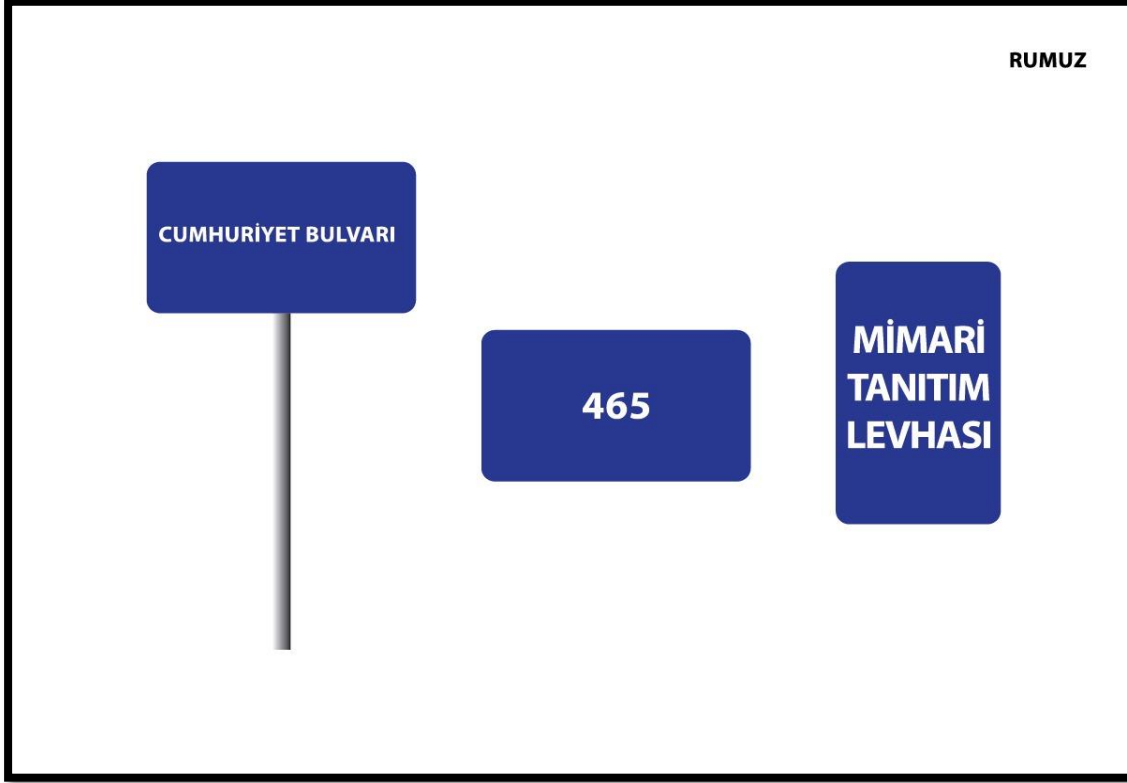 RUMUZ
CUMHURİYET BULVARI
465
MİMARİ
TANITIM
LEVHASI